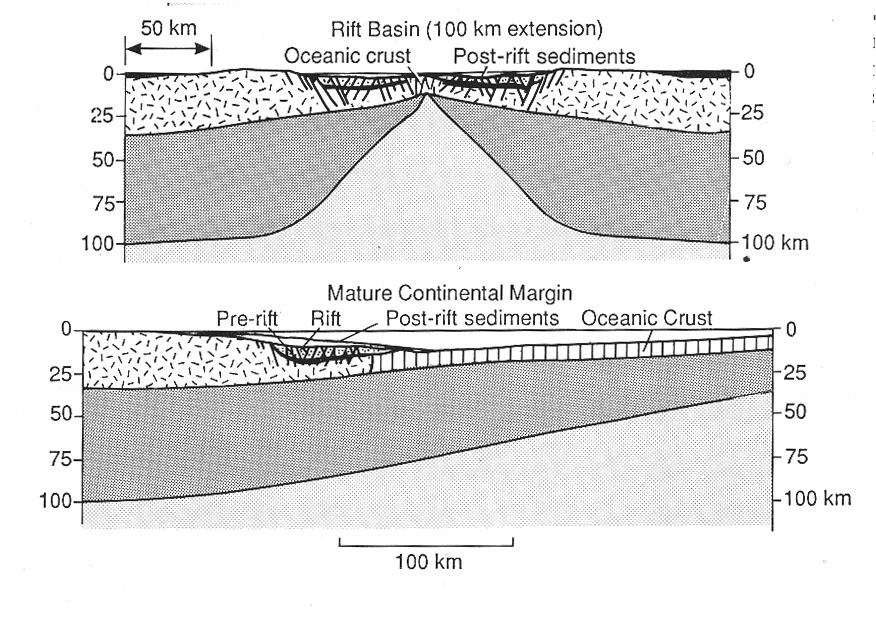 50 km
Rift Basin (100 km extension)
Oceanic crust
Post-rift sediments
0
0
25
25
50
50
75
75
100
100 km
Mature Continental Margin
Pre-rift
Rift
Post-rift sediments
Oceanic Crust
0
0
25
25
50
50
75
75
100
100 km
100 km